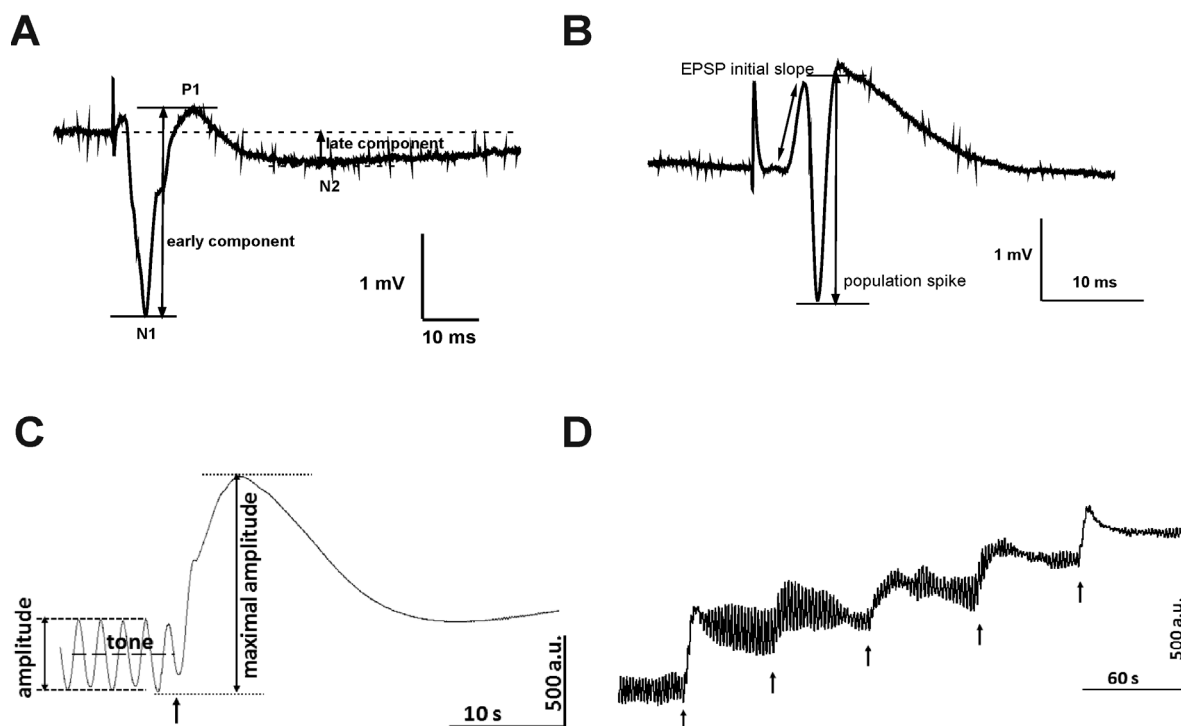 A
P1
late component
N2
early component
N1
1 mV
10 ms
B
EPSP initial slope
population spike
1 mV
10 ms
C
amplitude
tone
maximal amplitude
500 a.u.
10 s
D
500 a.u.
60 s